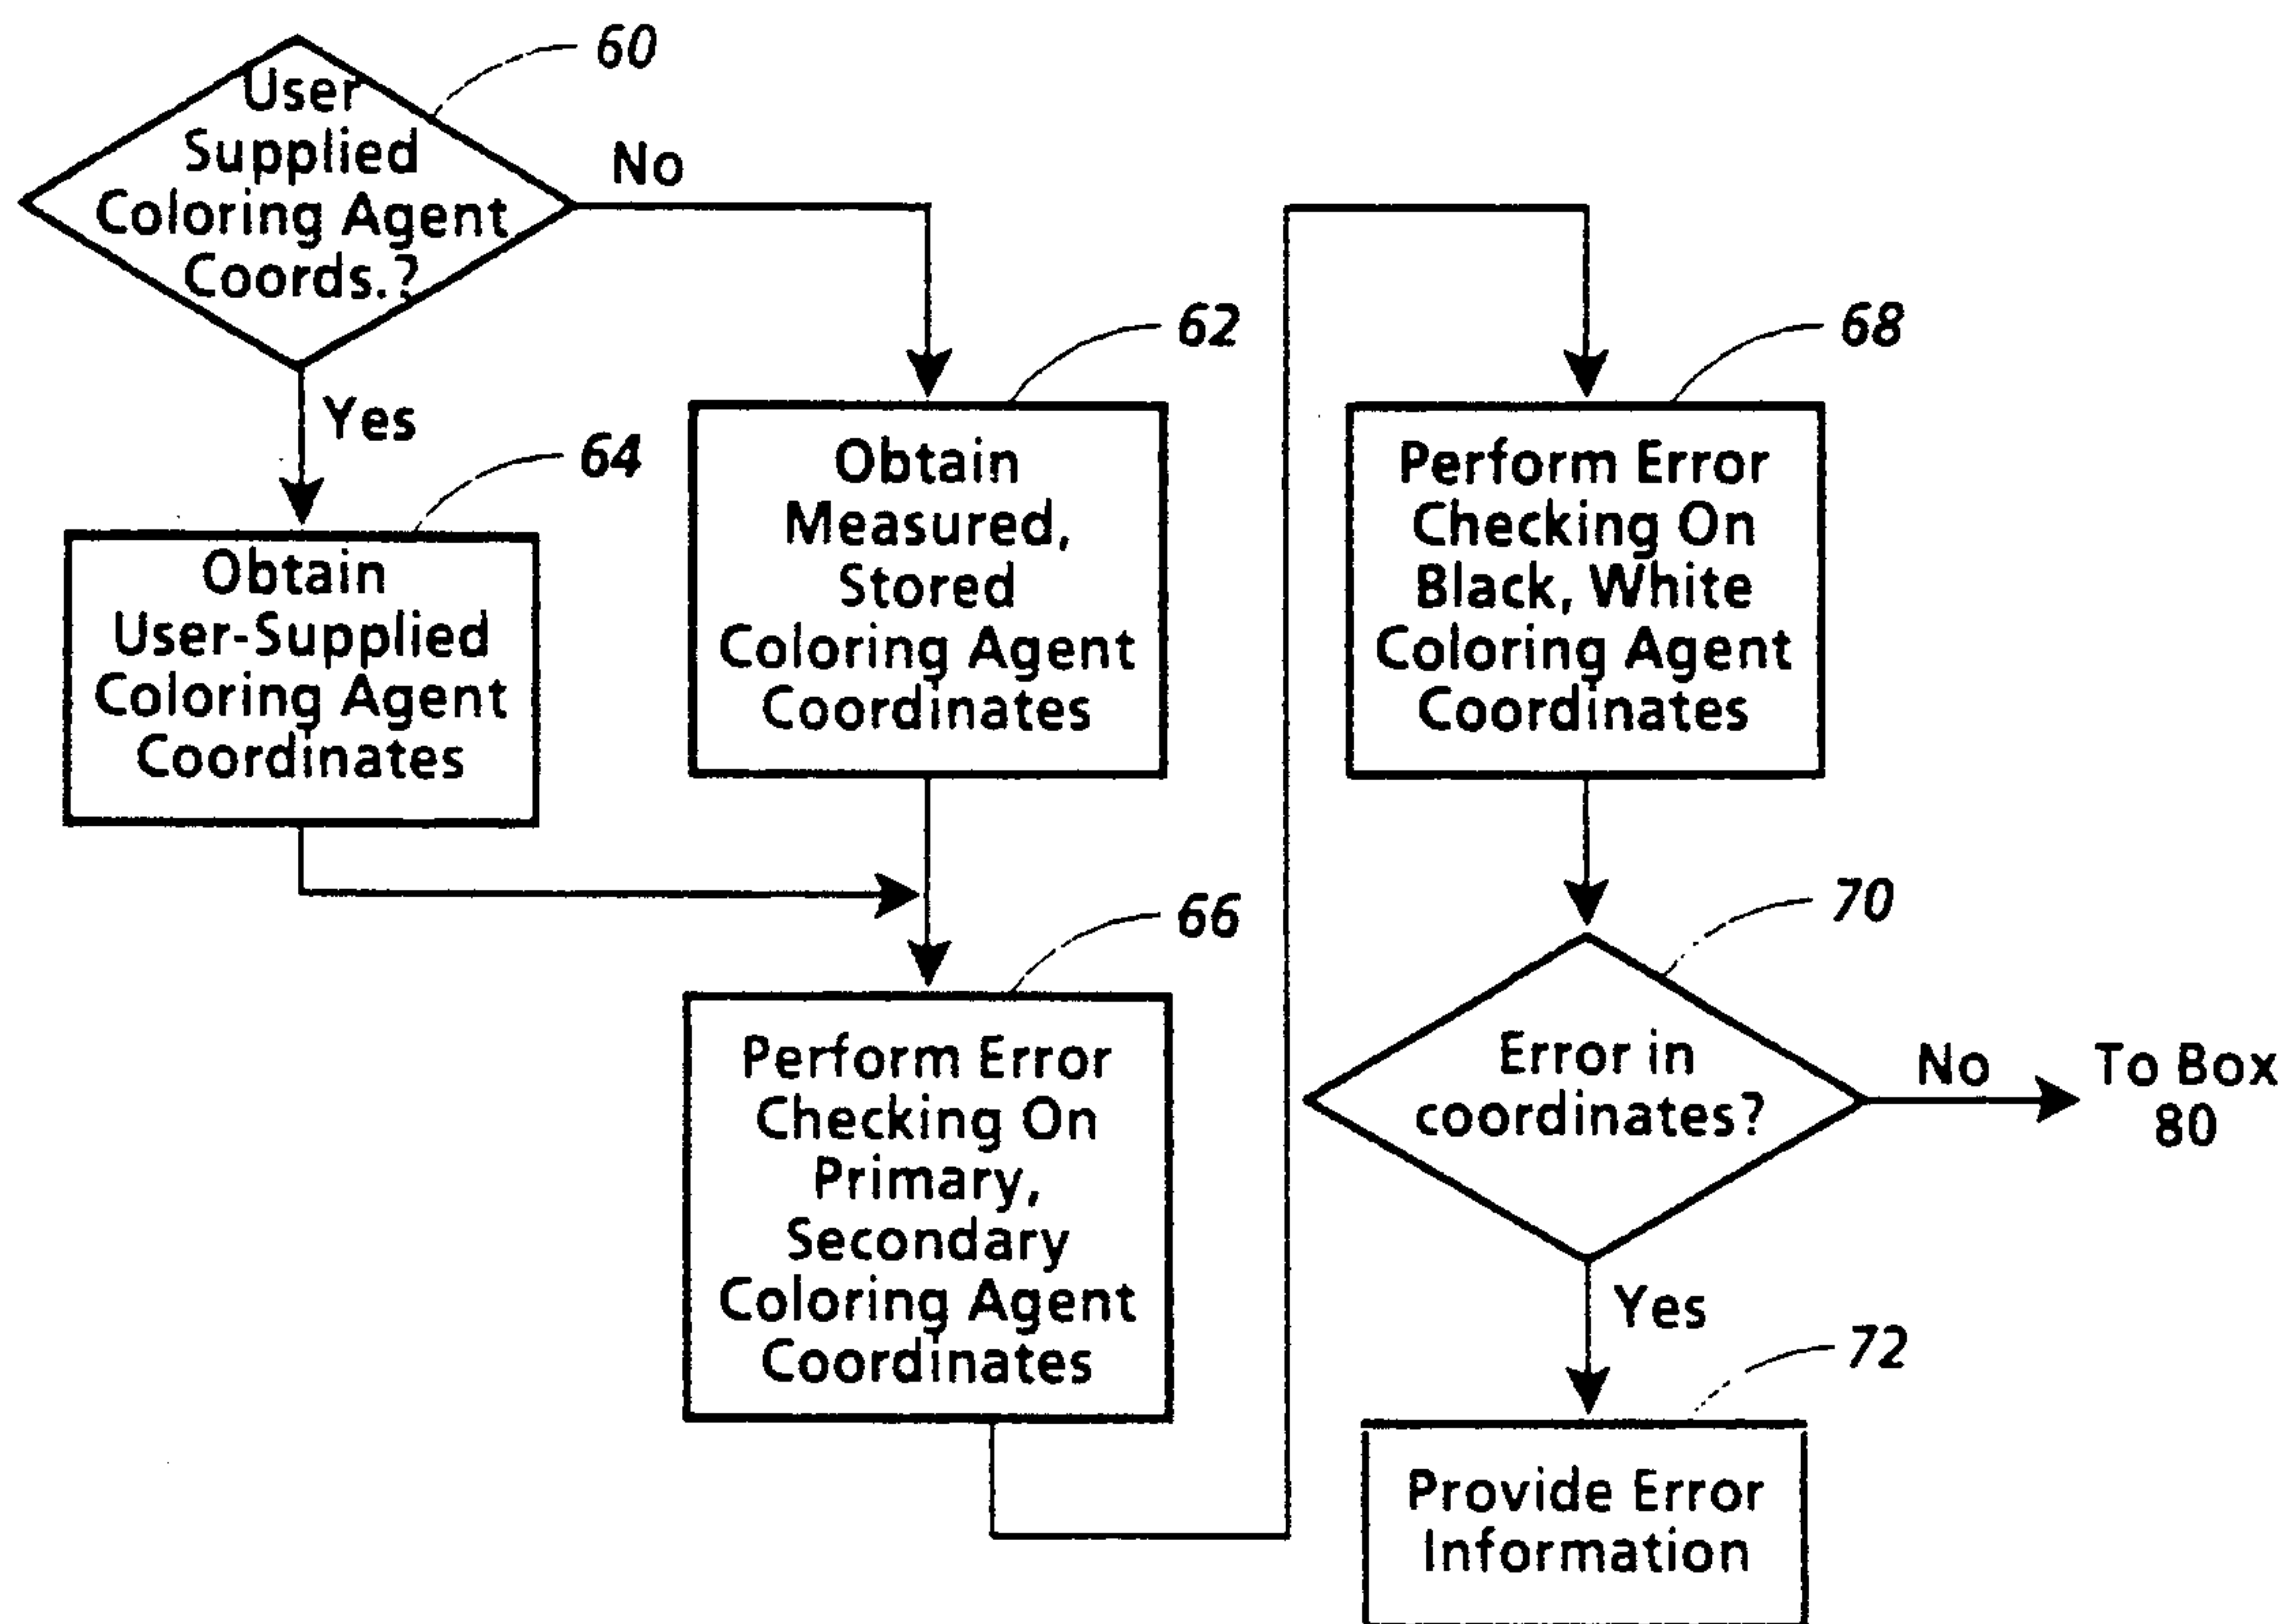 60
User
Supplied
Coloring Agent
Coords.?
No
Yes
62
Obtain
Measured,
Stored
Coloring Agent
Coordinates
64
Obtain
User-Supplied
Coloring Agent
Coordinates
66
Perform Error
Checking On
Primary,
Secondary
Coloring Agent
Coordinates
68
Perform Error
Checking On
Black, White
Coloring Agent
Coordinates
70
Error in
coordinates?
No
To Box
80
Yes
72
Provide Error
Information